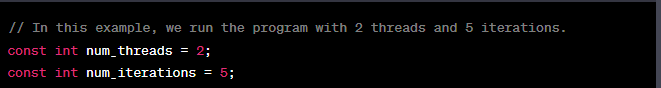 // In this example, we run the program with 2 threads and 5 iterations.
const int num_threads = 2;
const int num_iterations = 5;